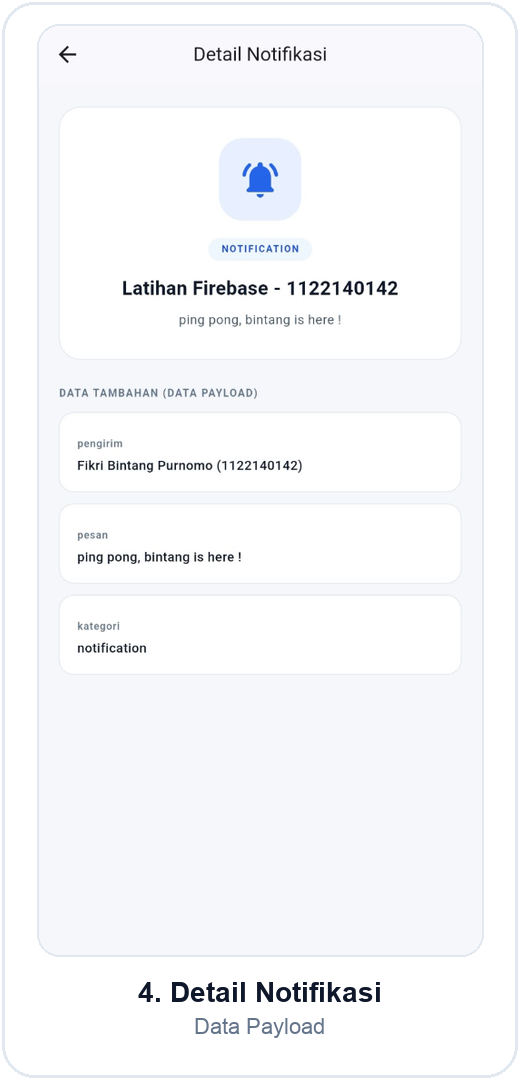 Detail Notifikasi
NOTIFICATION
Latihan Firebase - 1122140142
ping pong, bintang is here !
DATA TAMBAHAN (DATA PAYLOAD)
pengirim
Fikri Bintang Purnomo (1122140142)
pesan
ping pong, bintang is here !
kategori
notification
4. Detail Notifikasi
Data Payload